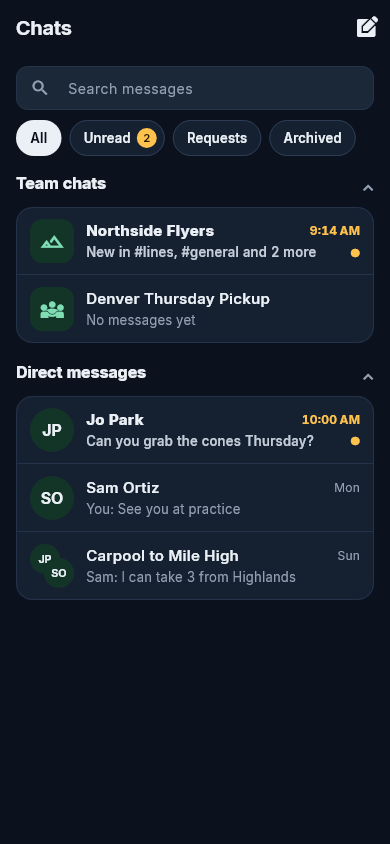 Chats
Search messages
All
Unread 2
Requests
Archived
Team chats
Northside Flyers 9:14 AM
New in #lines, #general and 2 more
Denver Thursday Pickup
No messages yet
Direct messages
JP Jo Park 10:00 AM
Can you grab the cones Thursday?
SO Sam Ortiz Mon
You: See you at practice
JP SO Carpool to Mile High Sun
Sam: I can take 3 from Highlands